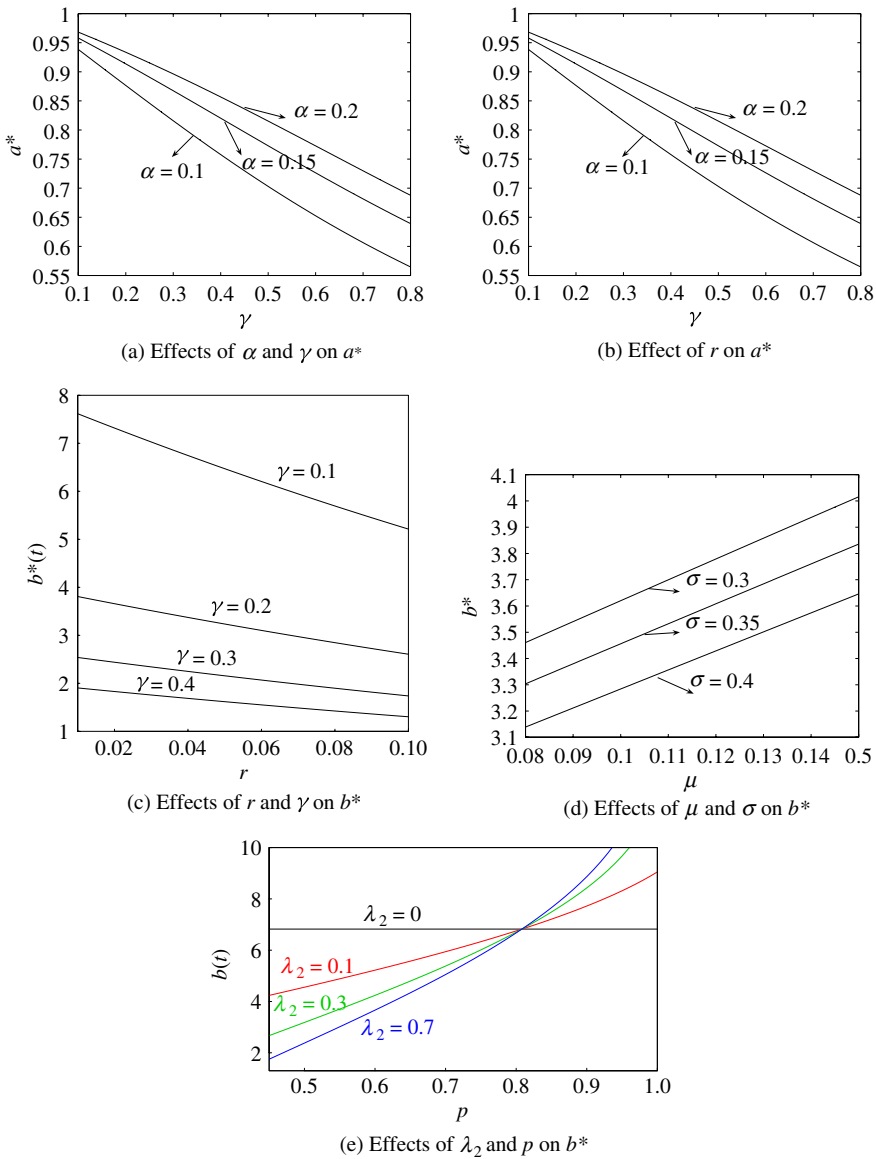 1
0.95
0.9
0.85
0.8
0.75
0.7
0.65
0.6
0.55
a*
α = 0.2
α = 0.15
α = 0.1
0.1 0.2 0.3 0.4 0.5 0.6 0.7 0.8
γ
(a) Effects of α and γ on a*
1
0.95
0.9
0.85
0.8
0.75
0.7
0.65
0.6
0.55
a*
α = 0.2
α = 0.15
α = 0.1
0.1 0.2 0.3 0.4 0.5 0.6 0.7 0.8
γ
(b) Effect of r on a*
8
7
6
5
4
3
2
1
b*(t)
γ = 0.1
γ = 0.2
γ = 0.3
γ = 0.4
0.02 0.04 0.06 0.08 0.10
r
(c) Effects of r and γ on b*
4.1
4
3.9
3.8
3.7
3.6
3.5
3.4
3.3
3.2
3.1
b*
σ = 0.3
σ = 0.35
σ = 0.4
0.08 0.09 0.1 0.11 0.12 0.13 0.14 0.5
μ
(d) Effects of μ and σ on b*
10
8
6
4
2
b(t)
λ2 = 0
λ2 = 0.1
λ2 = 0.3
λ2 = 0.7
0.5 0.6 0.7 0.8 0.9 1.0
p
(e) Effects of λ2 and p on b*